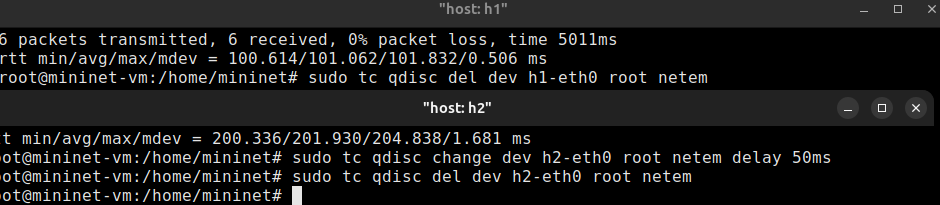 "host: h1"
6 packets transmitted, 6 received, 0% packet loss, time 5011ms
rtt min/avg/max/mdev = 100.614/101.062/101.832/0.506 ms
root@mininet-vm:/home/mininet# sudo tc qdisc del dev h1-eth0 root netem
"host: h2"
tt min/avg/max/mdev = 200.336/201.930/204.838/1.681 ms
oot@mininet-vm:/home/mininet# sudo tc qdisc change dev h2-eth0 root netem delay 50ms
oot@mininet-vm:/home/mininet# sudo tc qdisc del dev h2-eth0 root netem
oot@mininet-vm:/home/mininet#